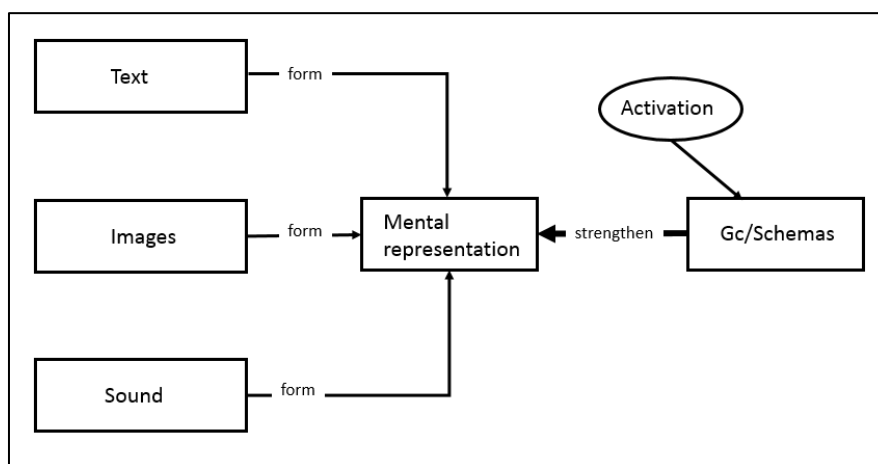 Text
form
Activation
Images
form
Mental
representation
strengthen
Gc/Schemas
Sound
form